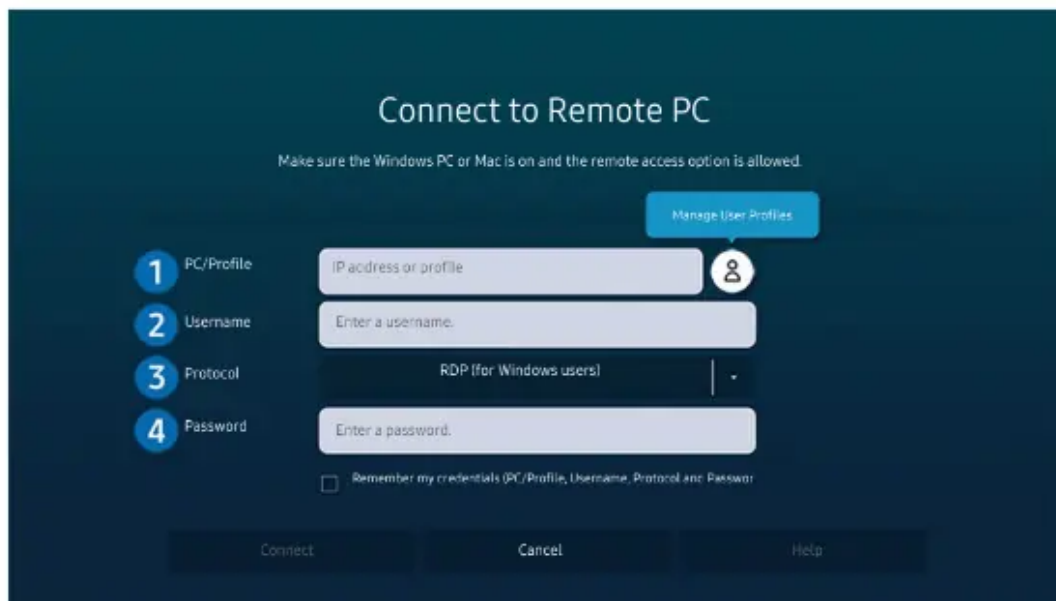 Connect to Remote PC
Make sure the Windows PC or Mac is on and the remote access option is allowed.
Manage User Profiles
1 PC/Profile IP address or profile
2 Username Enter a username.
3 Protocol RDP (for Windows users)
4 Password Enter a password.
Remember my credentials (PC/Profile, Username, Protocol and Passwor
Connect Cancel Help